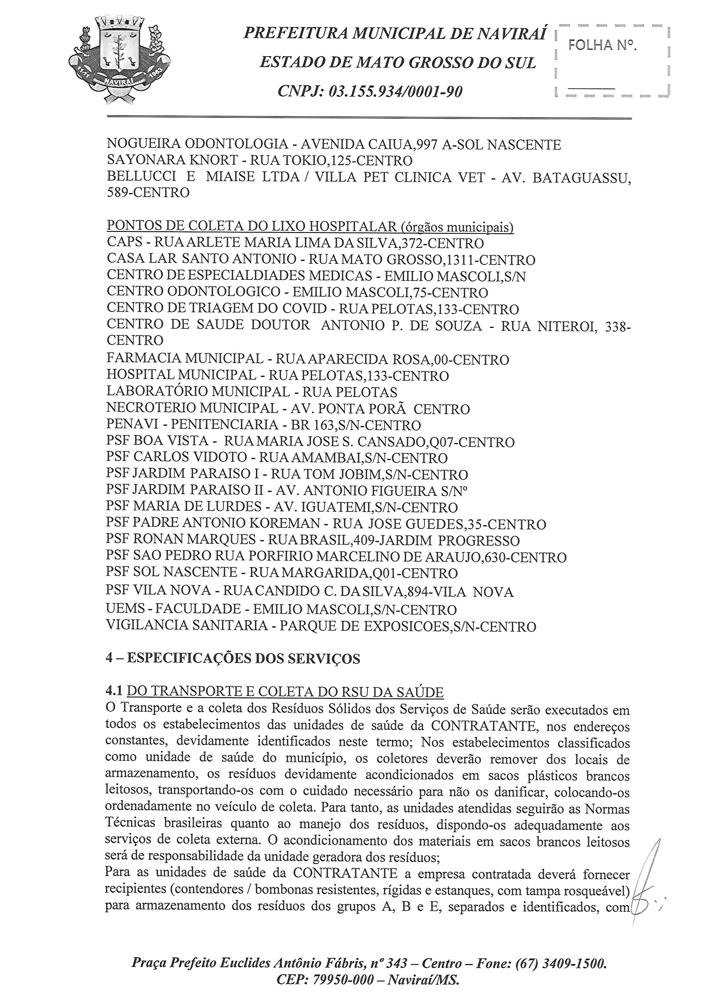 PREFEITURA MUNICIPAL DE NAVIRAÍ
ESTADO DE MATO GROSSO DO SUL
CNPJ: 03.155.934/0001-90
FOLHA Nº.
11-11
NAVIRAÍ
1963
ORDEM-TRABALHO-PROGRESSO
NOGUEIRA ODONTOLOGIA - AVENIDA CAIUA,997 A-SOL NASCENTE
SAYONARA KNORT - RUA TOKIO,125-CENTRO
BELLUCCI E MIAISE LTDA / VILLA PET CLINICA VET - AV. BATAGUASSU,
589-CENTRO
PONTOS DE COLETA DO LIXO HOSPITALAR (órgãos municipais)
CAPS - RUA ARLETE MARIA LIMA DA SILVA,372-CENTRO
CASA LAR SANTO ANTONIO - RUA MATO GROSSO,1311-CENTRO
CENTRO DE ESPECIALDIADES MEDICAS - EMILIO MASCOLI,S/N
CENTRO ODONTOLOGICO - EMILIO MASCOLI,75-CENTRO
CENTRO DE TRIAGEM DO COVID - RUA PELOTAS,133-CENTRO
CENTRO DE SAUDE DOUTOR ANTONIO P. DE SOUZA - RUA NITEROI, 338-
CENTRO
FARMACIA MUNICIPAL - RUA APARECIDA ROSA,00-CENTRO
HOSPITAL MUNICIPAL - RUA PELOTAS,133-CENTRO
LABORATÓRIO MUNICIPAL - RUA PELOTAS
NECROTERIO MUNICIPAL - AV. PONTA PORÃ CENTRO
PENAVI - PENITENCIARIA - BR 163,S/N-CENTRO
PSF BOA VISTA - RUA MARIA JOSE S. CANSADO,Q07-CENTRO
PSF CARLOS VIDOTO - RUA AMAMBAI,S/N-CENTRO
PSF JARDIM PARAISO I - RUA TOM JOBIM,S/N-CENTRO
PSF JARDIM PARAISO II - AV. ANTONIO FIGUEIRA S/Nº
PSF MARIA DE LURDES - AV. IGUATEMI,S/N-CENTRO
PSF PADRE ANTONIO KOREMAN - RUA JOSE GUEDES,35-CENTRO
PSF RONAN MARQUES - RUA BRASIL,409-JARDIM PROGRESSO
PSF SAO PEDRO RUA PORFIRIO MARCELINO DE ARAUJO,630-CENTRO
PSF SOL NASCENTE - RUA MARGARIDA,Q01-CENTRO
PSF VILA NOVA - RUA CANDIDO C. DA SILVA,894-VILA NOVA
UEMS - FACULDADE - EMILIO MASCOLI,S/N-CENTRO
VIGILANCIA SANITARIA - PARQUE DE EXPOSICOES,S/N-CENTRO
4 – ESPECIFICAÇÕES DOS SERVIÇOS
4.1 DO TRANSPORTE E COLETA DO RSU DA SAÚDE
O Transporte e a coleta dos Resíduos Sólidos dos Serviços de Saúde serão executados em
todos os estabelecimentos das unidades de saúde da CONTRATANTE, nos endereços
constantes, devidamente identificados neste termo; Nos estabelecimentos classificados
como unidade de saúde do município, os coletores deverão remover dos locais de
armazenamento, os resíduos devidamente acondicionados em sacos plásticos brancos
leitosos, transportando-os com o cuidado necessário para não os danificar, colocando-os
ordenadamente no veículo de coleta. Para tanto, as unidades atendidas seguirão as Normas
Técnicas brasileiras quanto ao manejo dos resíduos, dispondo-os adequadamente aos
serviços de coleta externa. O acondicionamento dos materiais em sacos brancos leitosos
será de responsabilidade da unidade geradora dos resíduos;
Para as unidades de saúde da CONTRATANTE a empresa contratada deverá fornecer
recipientes (contendores / bombonas resistentes, rígidas e estanques, com tampa rosqueável)
para armazenamento dos resíduos dos grupos A, B e E, separados e identificados, com
Praça Prefeito Euclides Antônio Fábris, nº 343 – Centro – Fone: (67) 3409-1500.
CEP: 79950-000 – Naviraí/MS.